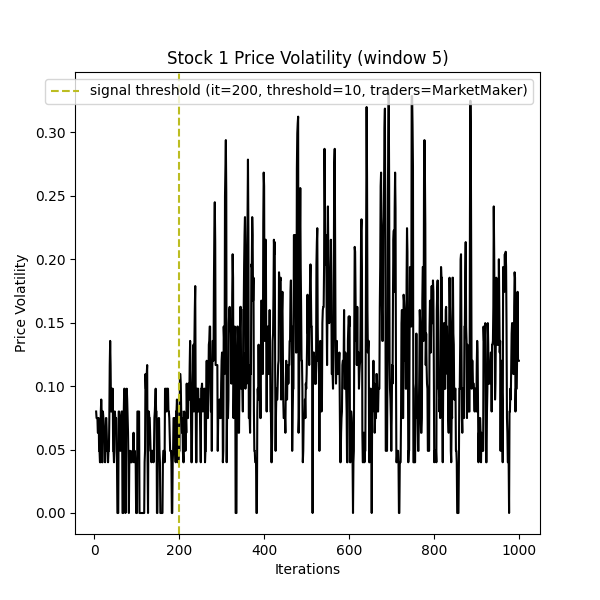 Stock 1 Price Volatility (window 5)
signal threshold (it=200, threshold=10, traders=MarketMaker)
0.30
0.25
0.20
0.15
0.10
0.05
0.00
Price Volatility
0 200 400 600 800 1000
Iterations